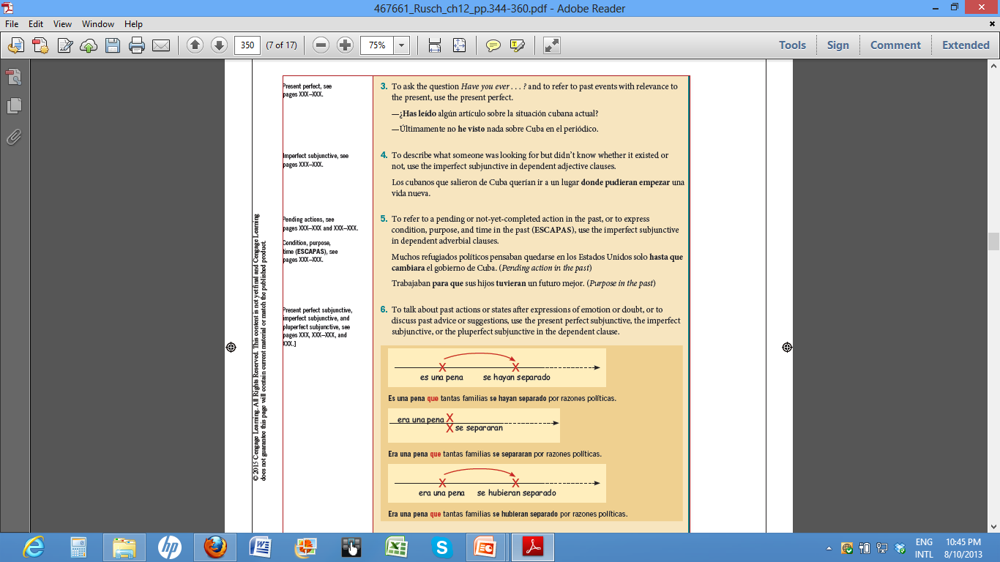 467661_Rusch_ch12_pp.344-360.pdf - Adobe Reader
File Edit View Window Help
350 (7 of 17) 75% Tools Sign Comment Extended
Present perfect, see
pages XXX–XXX.
3. To ask the question Have you ever . . . ? and to refer to past events with relevance to
the present, use the present perfect.
—¿Has leído algún artículo sobre la situación cubana actual?
—Últimamente no he visto nada sobre Cuba en el periódico.
Imperfect subjunctive, see
pages XXX–XXX.
4. To describe what someone was looking for but didn’t know whether it existed or
not, use the imperfect subjunctive in dependent adjective clauses.
Los cubanos que salieron de Cuba querían ir a un lugar donde pudieran empezar una
vida nueva.
Pending actions, see
pages XXX–XXX and XXX–XXX.
Condition, purpose,
time (ESCAPAS), see
pages XXX–XXX.
5. To refer to a pending or not-yet-completed action in the past, or to express
condition, purpose, and time in the past (ESCAPAS), use the imperfect subjunctive
in dependent adverbial clauses.
Muchos refugiados políticos pensaban quedarse en los Estados Unidos solo hasta que
cambiara el gobierno de Cuba. (Pending action in the past)
Trabajaban para que sus hijos tuvieran un futuro mejor. (Purpose in the past)
Present perfect subjunctive,
imperfect subjunctive, and
pluperfect subjunctive, see
pages XXX, XXX–XXX, and
XXX.]
6. To talk about past actions or states after expressions of emotion or doubt, or to
discuss past advice or suggestions, use the present perfect subjunctive, the imperfect
subjunctive, or the pluperfect subjunctive in the dependent clause.
X X
es una pena se hayan separado
Es una pena que tantas familias se hayan separado por razones políticas.
era una pena X
X se separaran
Era una pena que tantas familias se separaran por razones políticas.
X X
era una pena se hubieran separado
Era una pena que tantas familias se hubieran separado por razones políticas.
© 2015 Cengage Learning. All Rights Reserved. This content is not yet final and Cengage Learning
does not guarantee this page will contain current material or match the published product.
ENG 10:45 PM
INTL 8/10/2013